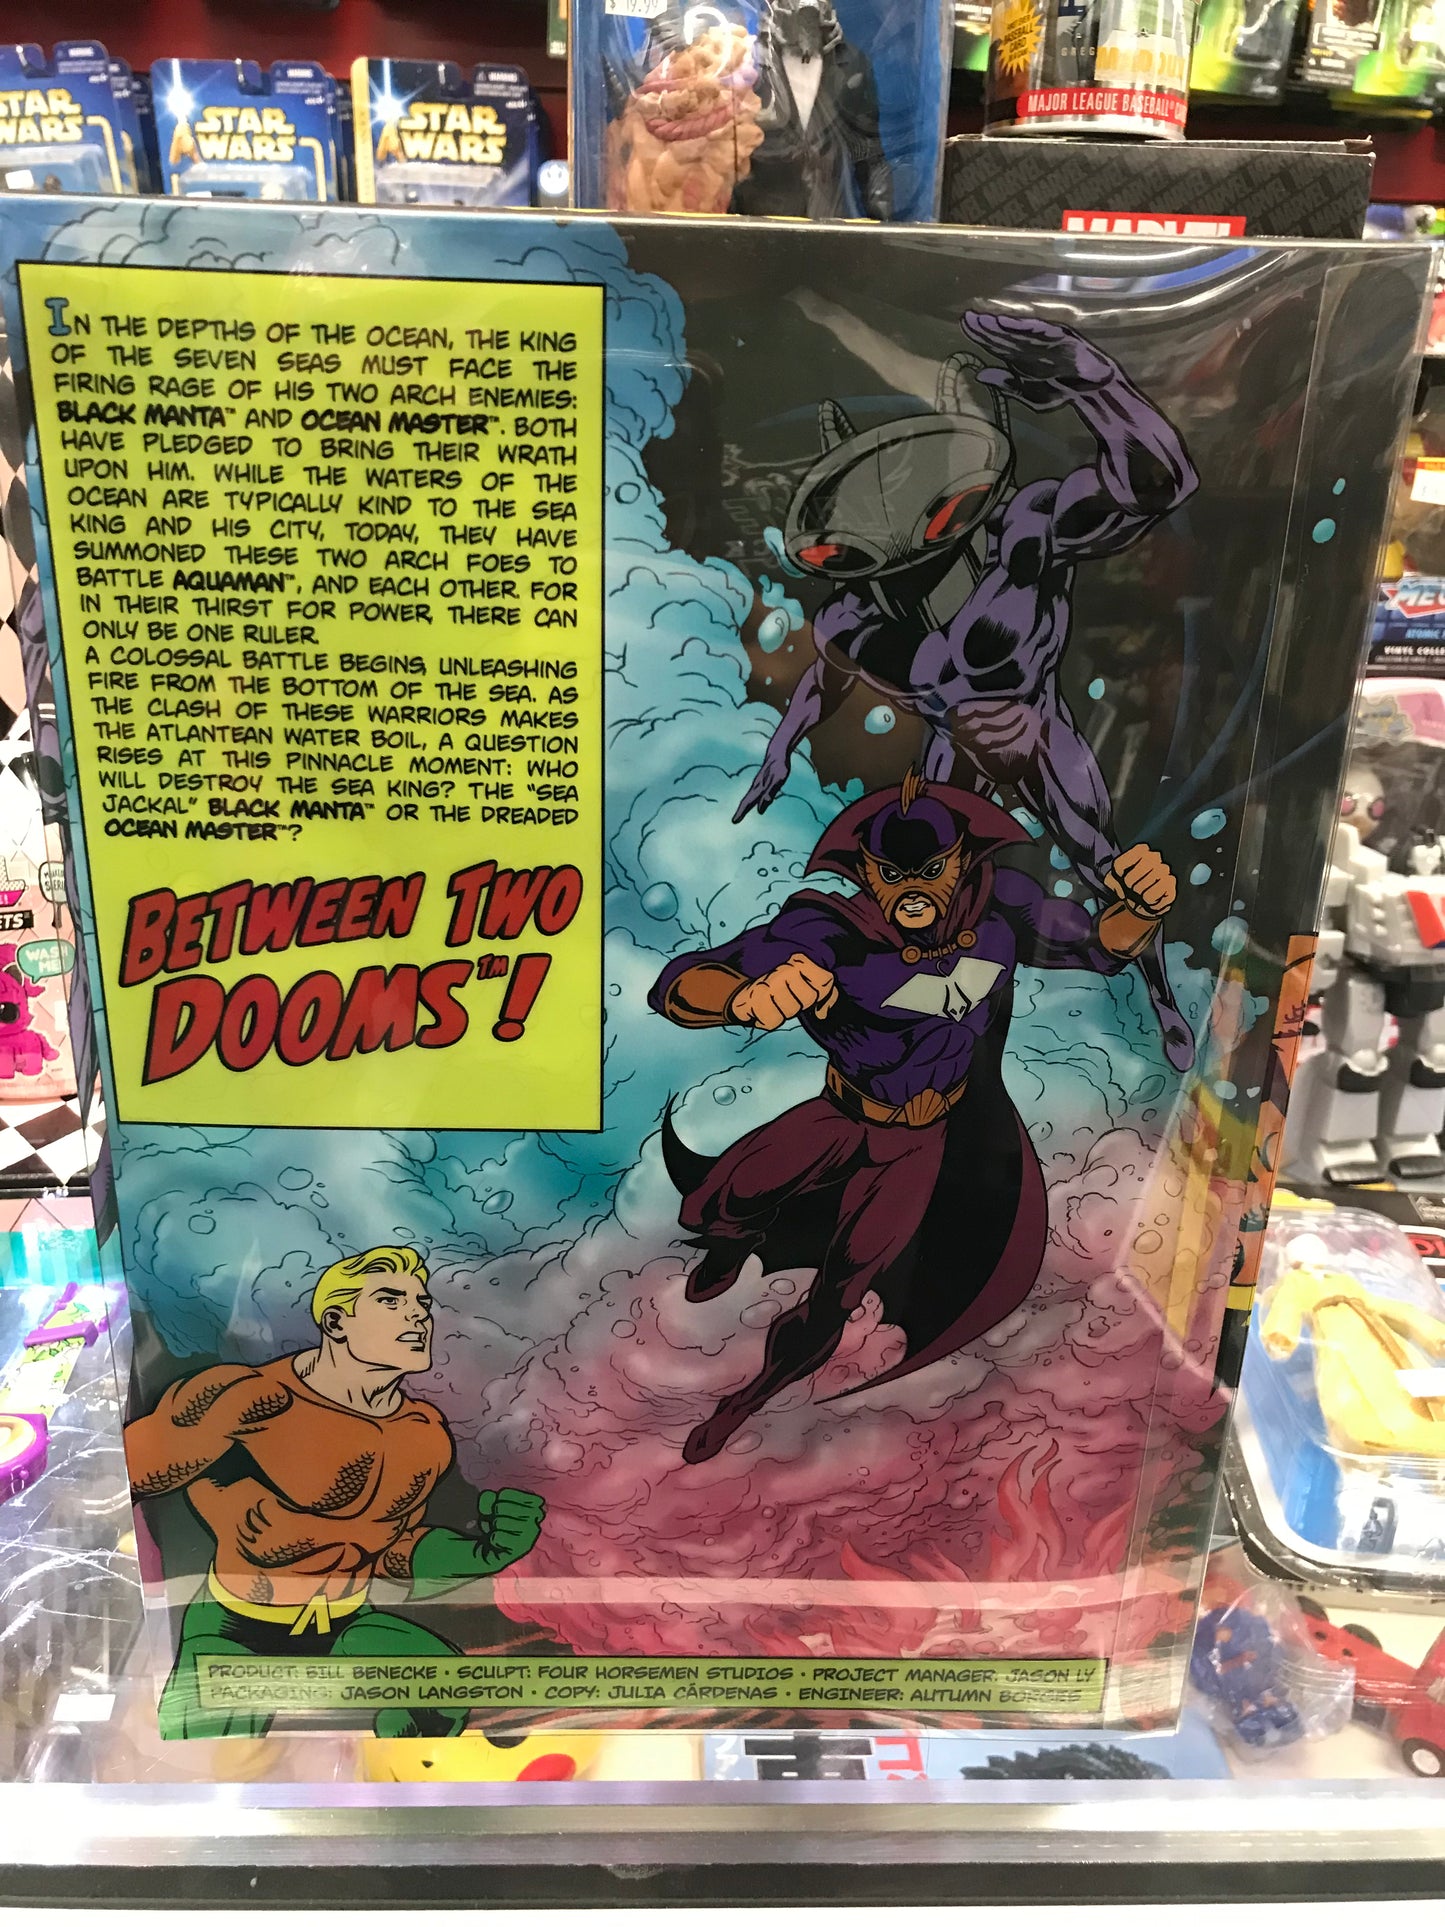 $ 19.99
STAR
WARS
STAR
WARS
STAR
WARS
MAJOR LEAGUE BASEBALL
MARVEL
IN THE DEPTHS OF THE OCEAN, THE KING
OF THE SEVEN SEAS MUST FACE THE
FIRING RAGE OF HIS TWO ARCH ENEMIES:
BLACK MANTA™ AND OCEAN MASTER™. BOTH
HAVE PLEDGED TO BRING THEIR WRATH
UPON HIM. WHILE THE WATERS OF THE
OCEAN ARE TYPICALLY KIND TO THE SEA
KING AND HIS CITY, TODAY, THEY HAVE
SUMMONED THESE TWO ARCH FOES TO
BATTLE AQUAMAN™, AND EACH OTHER. FOR
IN THEIR THIRST FOR POWER, THERE CAN
ONLY BE ONE RULER.
A COLOSSAL BATTLE BEGINS, UNLEASHING
FIRE FROM THE BOTTOM OF THE SEA. AS
THE CLASH OF THESE WARRIORS MAKES
THE ATLANTEAN WATER BOIL, A QUESTION
RISES AT THIS PINNACLE MOMENT: WHO
WILL DESTROY THE SEA KING? THE "SEA
JACKAL" BLACK MANTA™ OR THE DREADED
OCEAN MASTER™?
BETWEEN TWO
DOOMS™!
WASH
ME!
VINYL COLLE
PRODUCT: BILL BENECKE • SCULPT: FOUR HORSEMEN STUDIOS • PROJECT MANAGER: JASON LY
PACKAGING: JASON LANGSTON • COPY: JULIA CÁRDENAS • ENGINEER: AUTUMN BORGES